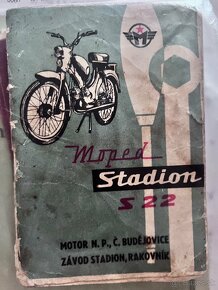 Moped
Stadion
S 22
MOTOR N. P., Č. BUDĚJOVICE
ZÁVOD STADION, RAKOVNÍK